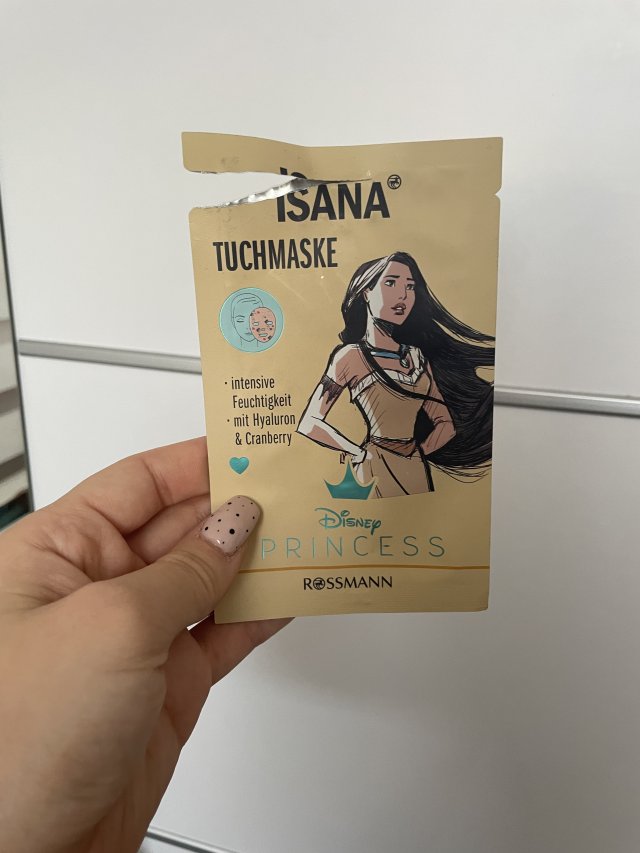 ISANA®
TUCHMASKE
· intensive
Feuchtigkeit
· mit Hyaluron
& Cranberry
Disney
PRINCESS
ROSSMANN